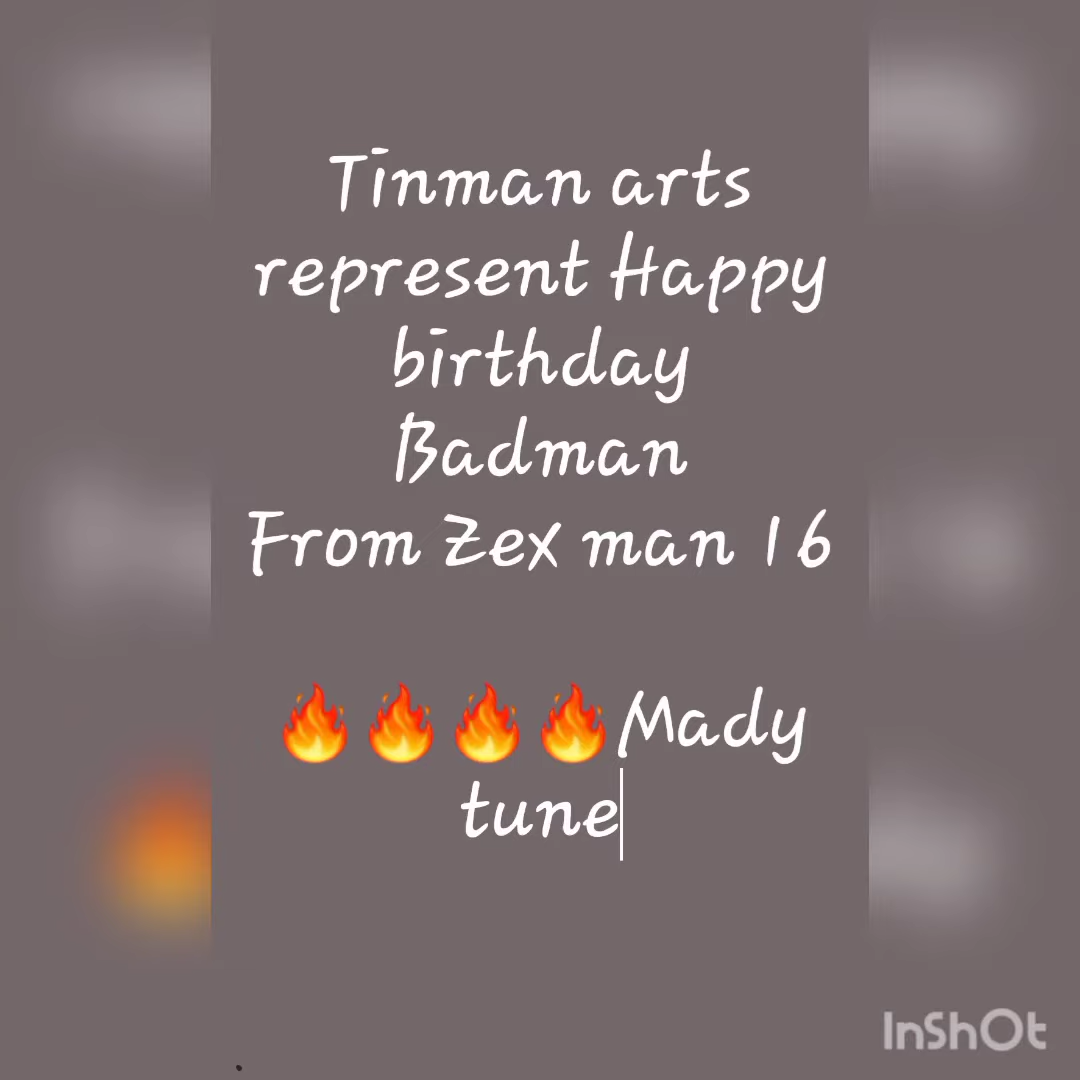 Tinman arts
represent Happy
birthday
Badman
From Zex man 16
🔥🔥🔥🔥Mady
tune
InShOt